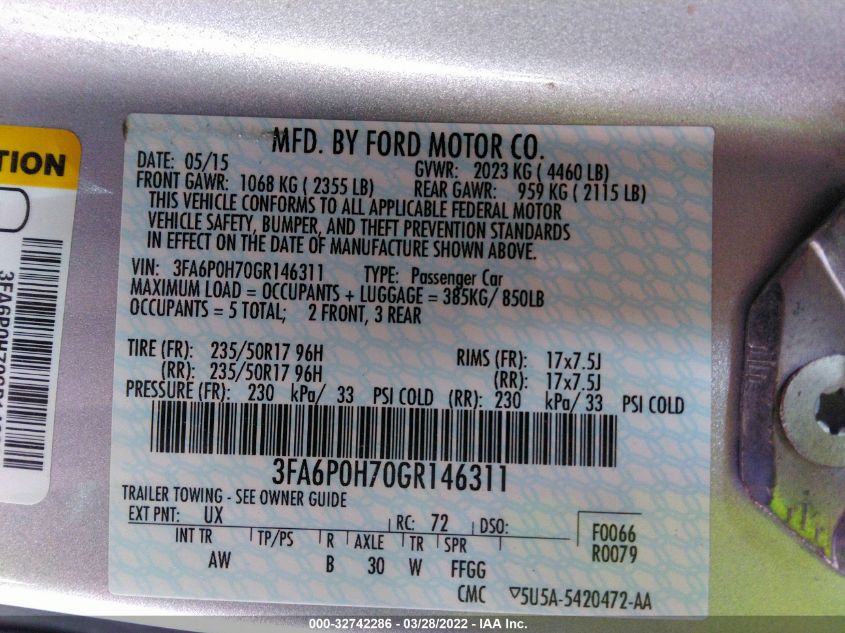 TION
3FA6P0H70GR146
MFD. BY FORD MOTOR CO.
DATE: 05/15 GVWR: 2023 KG ( 4460 LB)
FRONT GAWR: 1068 KG ( 2355 LB) REAR GAWR: 959 KG ( 2115 LB)
THIS VEHICLE CONFORMS TO ALL APPLICABLE FEDERAL MOTOR
VEHICLE SAFETY, BUMPER, AND THEFT PREVENTION STANDARDS
IN EFFECT ON THE DATE OF MANUFACTURE SHOWN ABOVE.
VIN: 3FA6P0H70GR146311 TYPE: Passenger Car
MAXIMUM LOAD = OCCUPANTS + LUGGAGE = 385KG/ 850LB
OCCUPANTS = 5 TOTAL; 2 FRONT, 3 REAR
TIRE (FR): 235/50R17 96H RIMS (FR): 17x7.5J
(RR): 235/50R17 96H (RR): 17x7.5J
PRESSURE (FR): 230 kPa/ 33 PSI COLD (RR): 230 kPa/ 33 PSI COLD
3FA6P0H70GR146311
TRAILER TOWING - SEE OWNER GUIDE
EXT PNT: UX RC: 72 DSO: F0066
INT TR TP/PS R AXLE TR SPR R0079
AW B 30 W FFGG
CMC 5U5A-5420472-AA
000-32742286 - 03/28/2022 - IAA Inc.